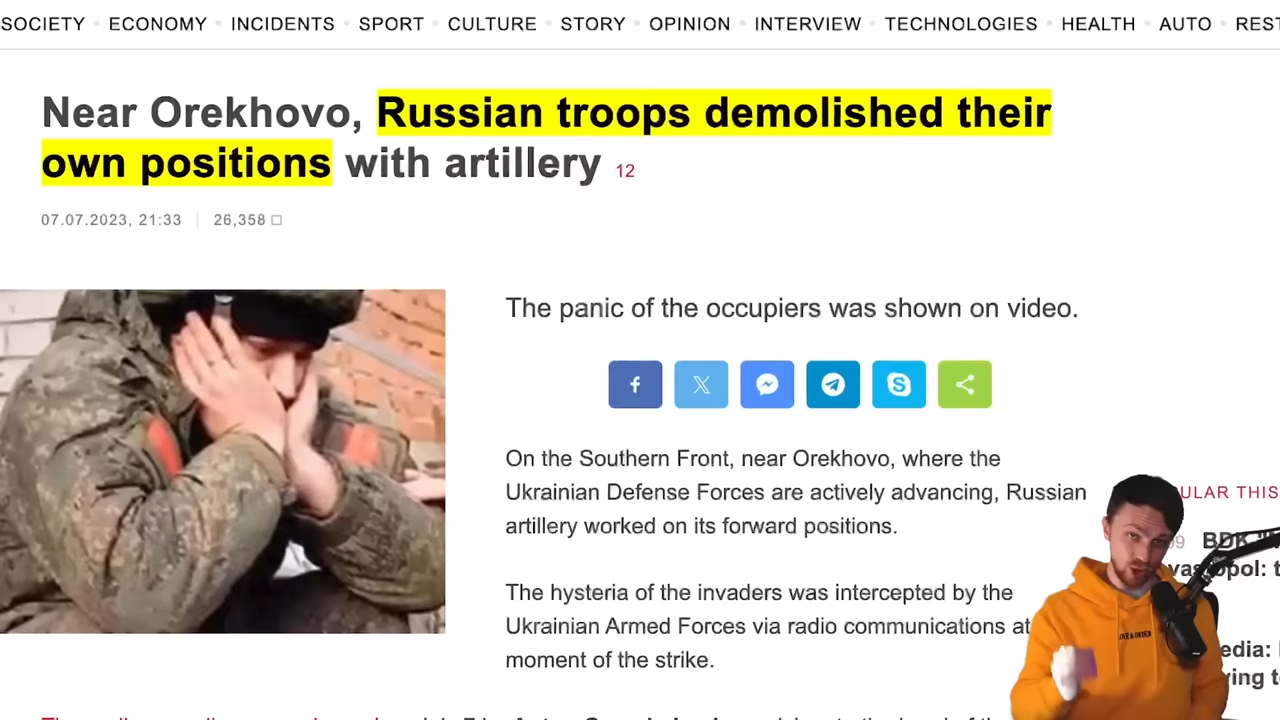 SOCIETY ECONOMY INCIDENTS SPORT CULTURE STORY OPINION INTERVIEW TECHNOLOGIES HEALTH AUTO REST
Near Orekhovo, Russian troops demolished their
own positions with artillery 12
07.07.2023, 21:33 26,358
The panic of the occupiers was shown on video.
On the Southern Front, near Orekhovo, where the
Ukrainian Defense Forces are actively advancing, Russian
artillery worked on its forward positions.
ULAR THIS
BDK
The hysteria of the invaders was intercepted by the
Ukrainian Armed Forces via radio communications at
moment of the strike.